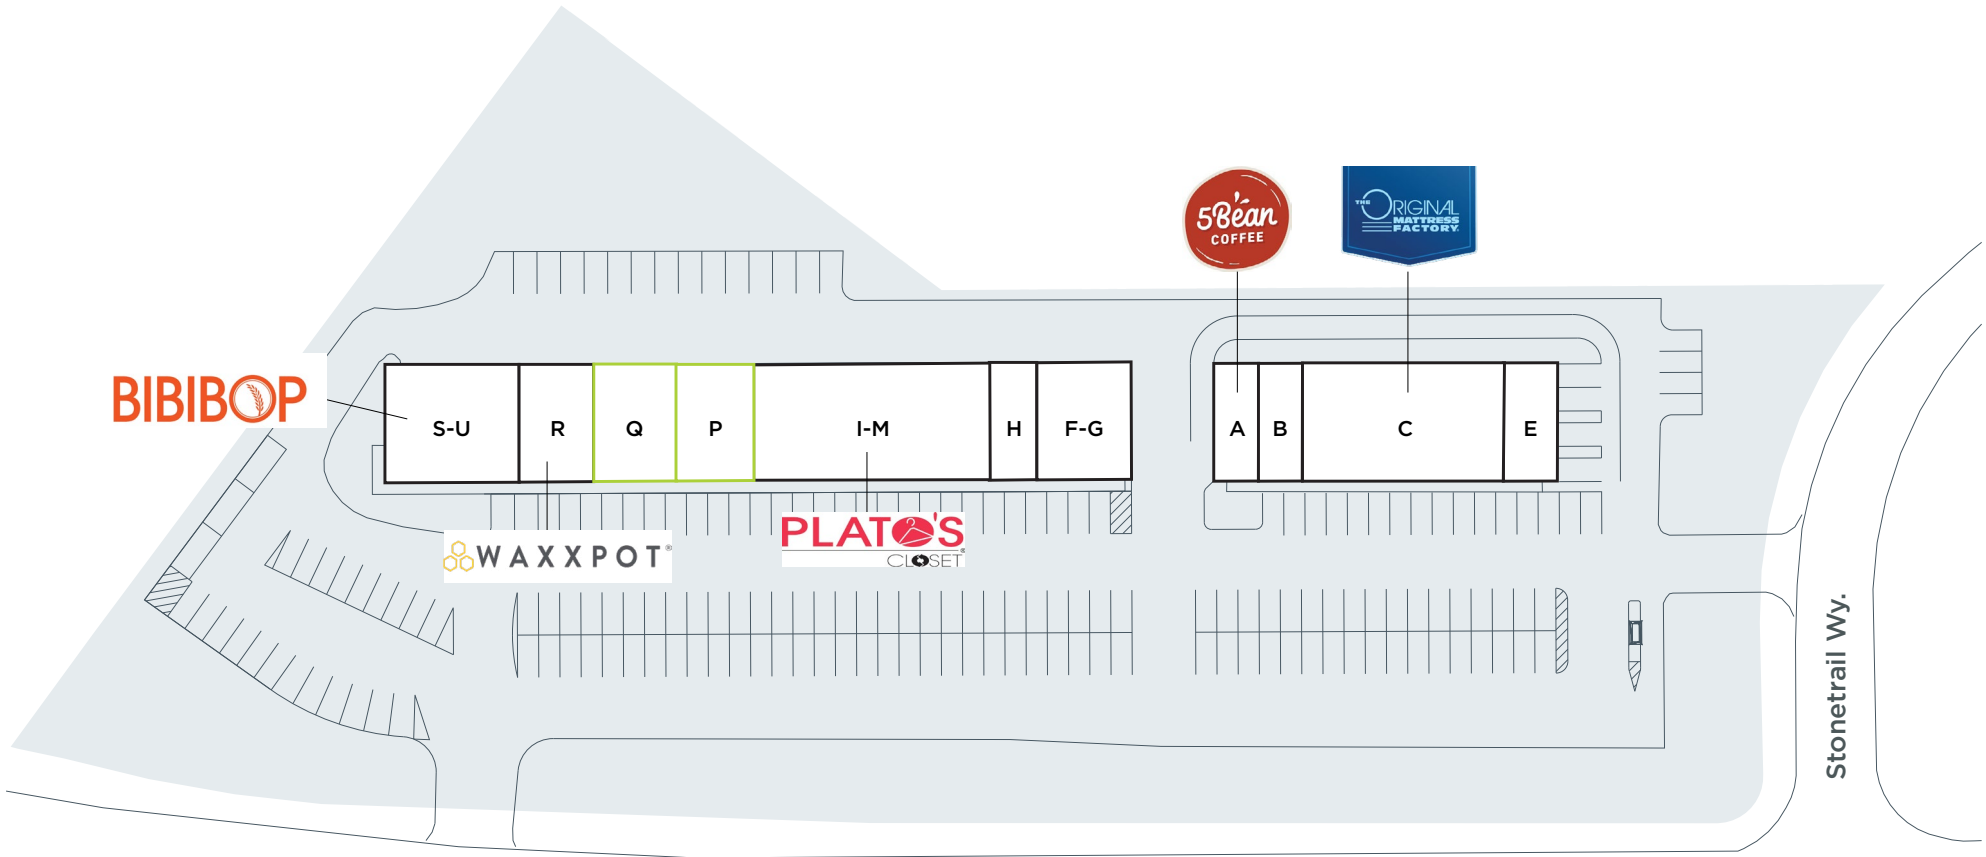 5Bean
COFFEE
THE ORIGINAL
MATTRESS
FACTORY
BIBIBOP
S-U
R
Q
P
I-M
H
F-G
A
B
C
E
WAXXPOT®
PLATO'S
CLOSET®
Stonetrail Wy.